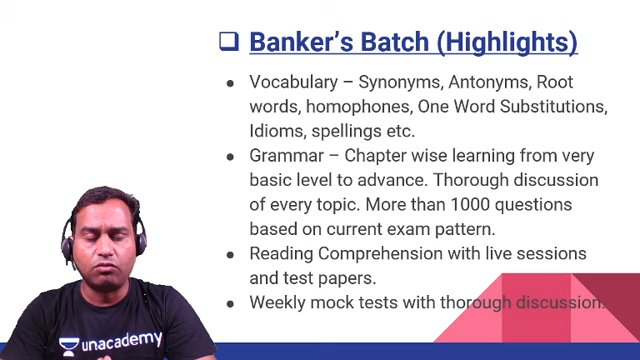 ❑ Banker's Batch (Highlights)
● Vocabulary – Synonyms, Antonyms, Root
words, homophones, One Word Substitutions,
Idioms, spellings etc.
● Grammar – Chapter wise learning from very
basic level to advance. Thorough discussion
of every topic. More than 1000 questions
based on current exam pattern.
● Reading Comprehension with live sessions
and test papers.
● Weekly mock tests with thorough discussion.
unacademy